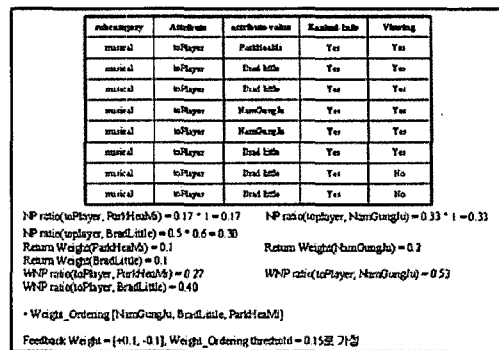 subcategory Attribute attribute value Ranked Info Viewing
musical toPlayer ParkHeaMi Yes Yes
musical toPlayer Brad little Yes Yes
musical toPlayer Brad little Yes Yes
musical toPlayer NamGungJu Yes Yes
musical toPlayer NamGungJu Yes Yes
musical toPlayer Brad little Yes Yes
musical toPlayer Brad little Yes No
musical toPlayer Brad little Yes No
NP ratio(toPlayer, ParkHeaMi) = 0.17 * 1 = 0.17 NP ratio(toplayer, NamGungJu) = 0.33 * 1 = 0.33
NP ratio(toplayer, BradLittle) = 0.5 * 0.6 = 0.30
Return Weight(ParkHeaMi) = 0.1 Return Weight(NamGungJu) = 0.2
Return Weight(BradLittle) = 0.1
WNP ratio(toPlayer, ParkHeaMi) = 0.27 WNP ratio(toPlayer, NamGungJu) = 0.53
WNP ratio(toPlayer, BradLittle) = 0.40
• Weight_Ordering [NamGungJu, BradLittle, ParkHeaMi]
Feedback Weight = [+0.1, -0.1], Weight_Ordering threshold = 0.15로 가정